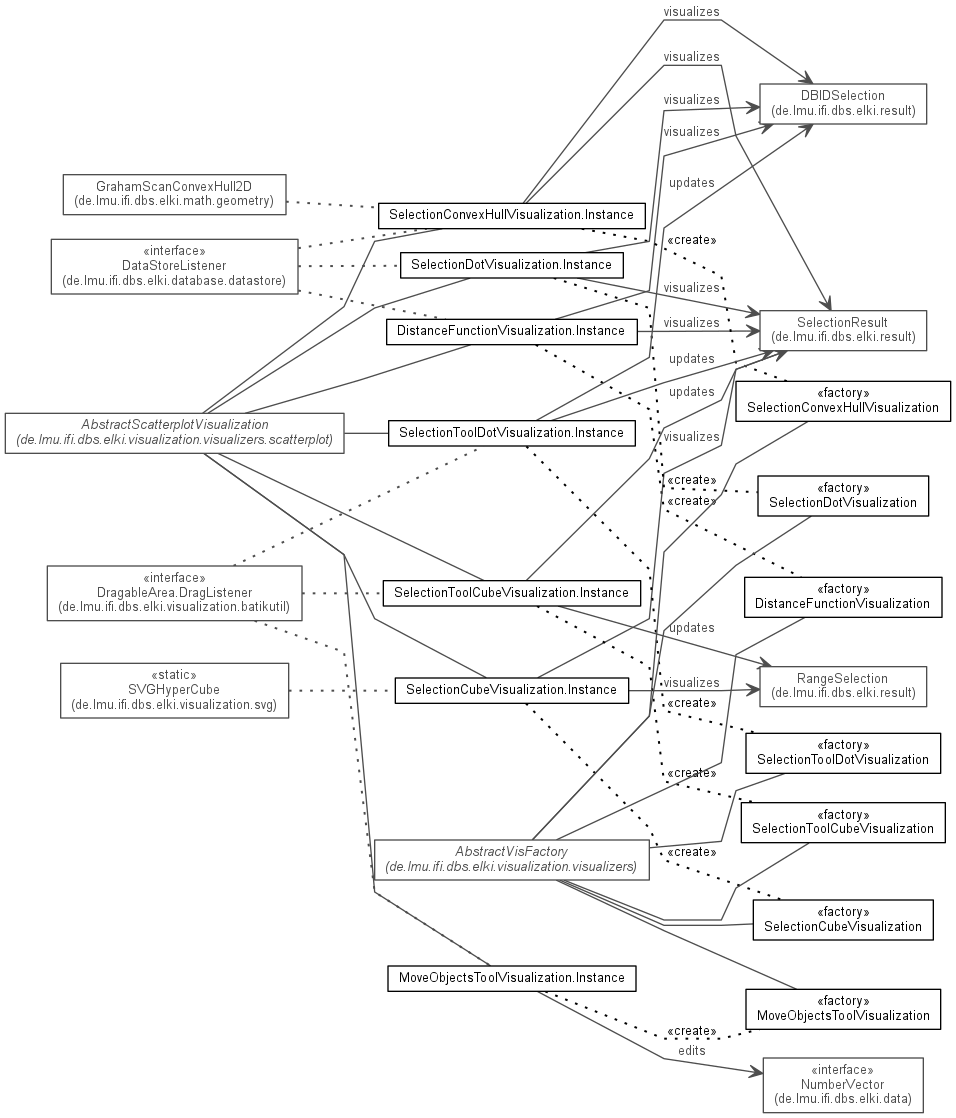 visualizes
visualizes
DBIDSelection
(de.lmu.ifi.dbs.elki.result)
visualizes
visualizes
updates
GrahamScanConvexHull2D
(de.lmu.ifi.dbs.elki.math.geometry)
SelectionConvexHullVisualization.Instance
«create»
«interface»
DataStoreListener
(de.lmu.ifi.dbs.elki.database.datastore)
SelectionDotVisualization.Instance
visualizes
DistanceFunctionVisualization.Instance
visualizes
SelectionResult
(de.lmu.ifi.dbs.elki.result)
updates
updates
«factory»
SelectionConvexHullVisualization
AbstractScatterplotVisualization
(de.lmu.ifi.dbs.elki.visualization.visualizers.scatterplot)
SelectionToolDotVisualization.Instance
visualizes
«create»
«create»
«factory»
SelectionDotVisualization
«interface»
DragableArea.DragListener
(de.lmu.ifi.dbs.elki.visualization.batikutil)
SelectionToolCubeVisualization.Instance
«factory»
DistanceFunctionVisualization
updates
«static»
SVGHyperCube
(de.lmu.ifi.dbs.elki.visualization.svg)
SelectionCubeVisualization.Instance
visualizes
RangeSelection
(de.lmu.ifi.dbs.elki.result)
«create»
«factory»
SelectionToolDotVisualization
«create»
«factory»
SelectionToolCubeVisualization
AbstractVisFactory
(de.lmu.ifi.dbs.elki.visualization.visualizers)
«create»
«factory»
SelectionCubeVisualization
MoveObjectsToolVisualization.Instance
«factory»
MoveObjectsToolVisualization
«create»
edits
«interface»
NumberVector
(de.lmu.ifi.dbs.elki.data)